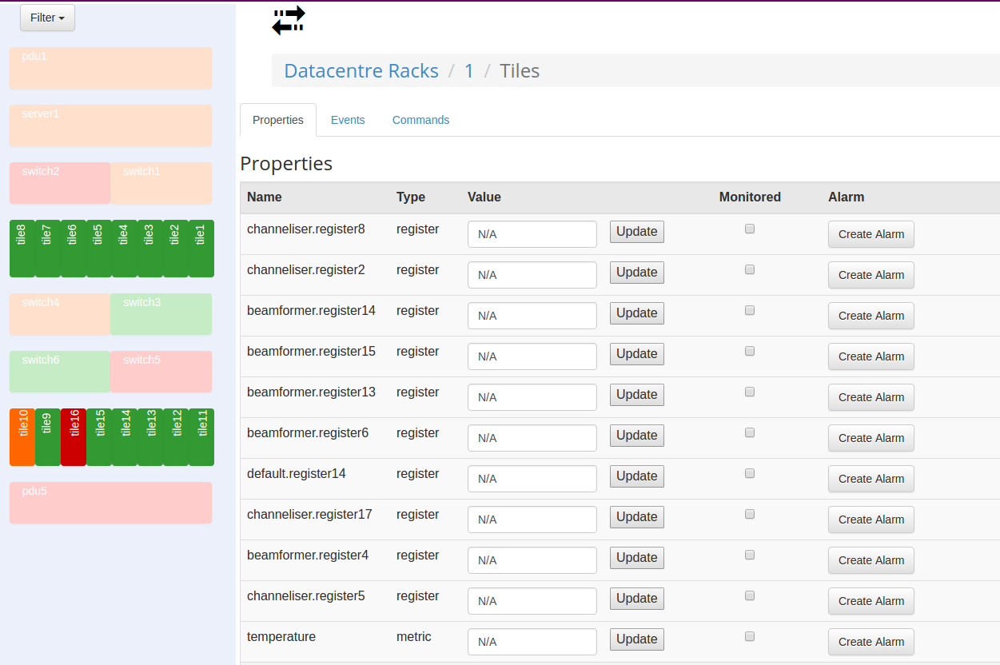 Filter
pdu1
server1
switch2 switch1
tile8 tile7 tile6 tile5 tile4 tile3 tile2 tile1
switch4 switch3
switch6 switch5
tile10 tile9 tile16 tile15 tile14 tile13 tile12 tile11
pdu5
Datacentre Racks / 1 / Tiles
Properties Events Commands
Properties
Name Type Value Monitored Alarm
channeliser.register8 register N/A Update Create Alarm
channeliser.register2 register N/A Update Create Alarm
beamformer.register14 register N/A Update Create Alarm
beamformer.register15 register N/A Update Create Alarm
beamformer.register13 register N/A Update Create Alarm
beamformer.register6 register N/A Update Create Alarm
default.register14 register N/A Update Create Alarm
channeliser.register17 register N/A Update Create Alarm
beamformer.register4 register N/A Update Create Alarm
channeliser.register5 register N/A Update Create Alarm
temperature metric N/A Update Create Alarm